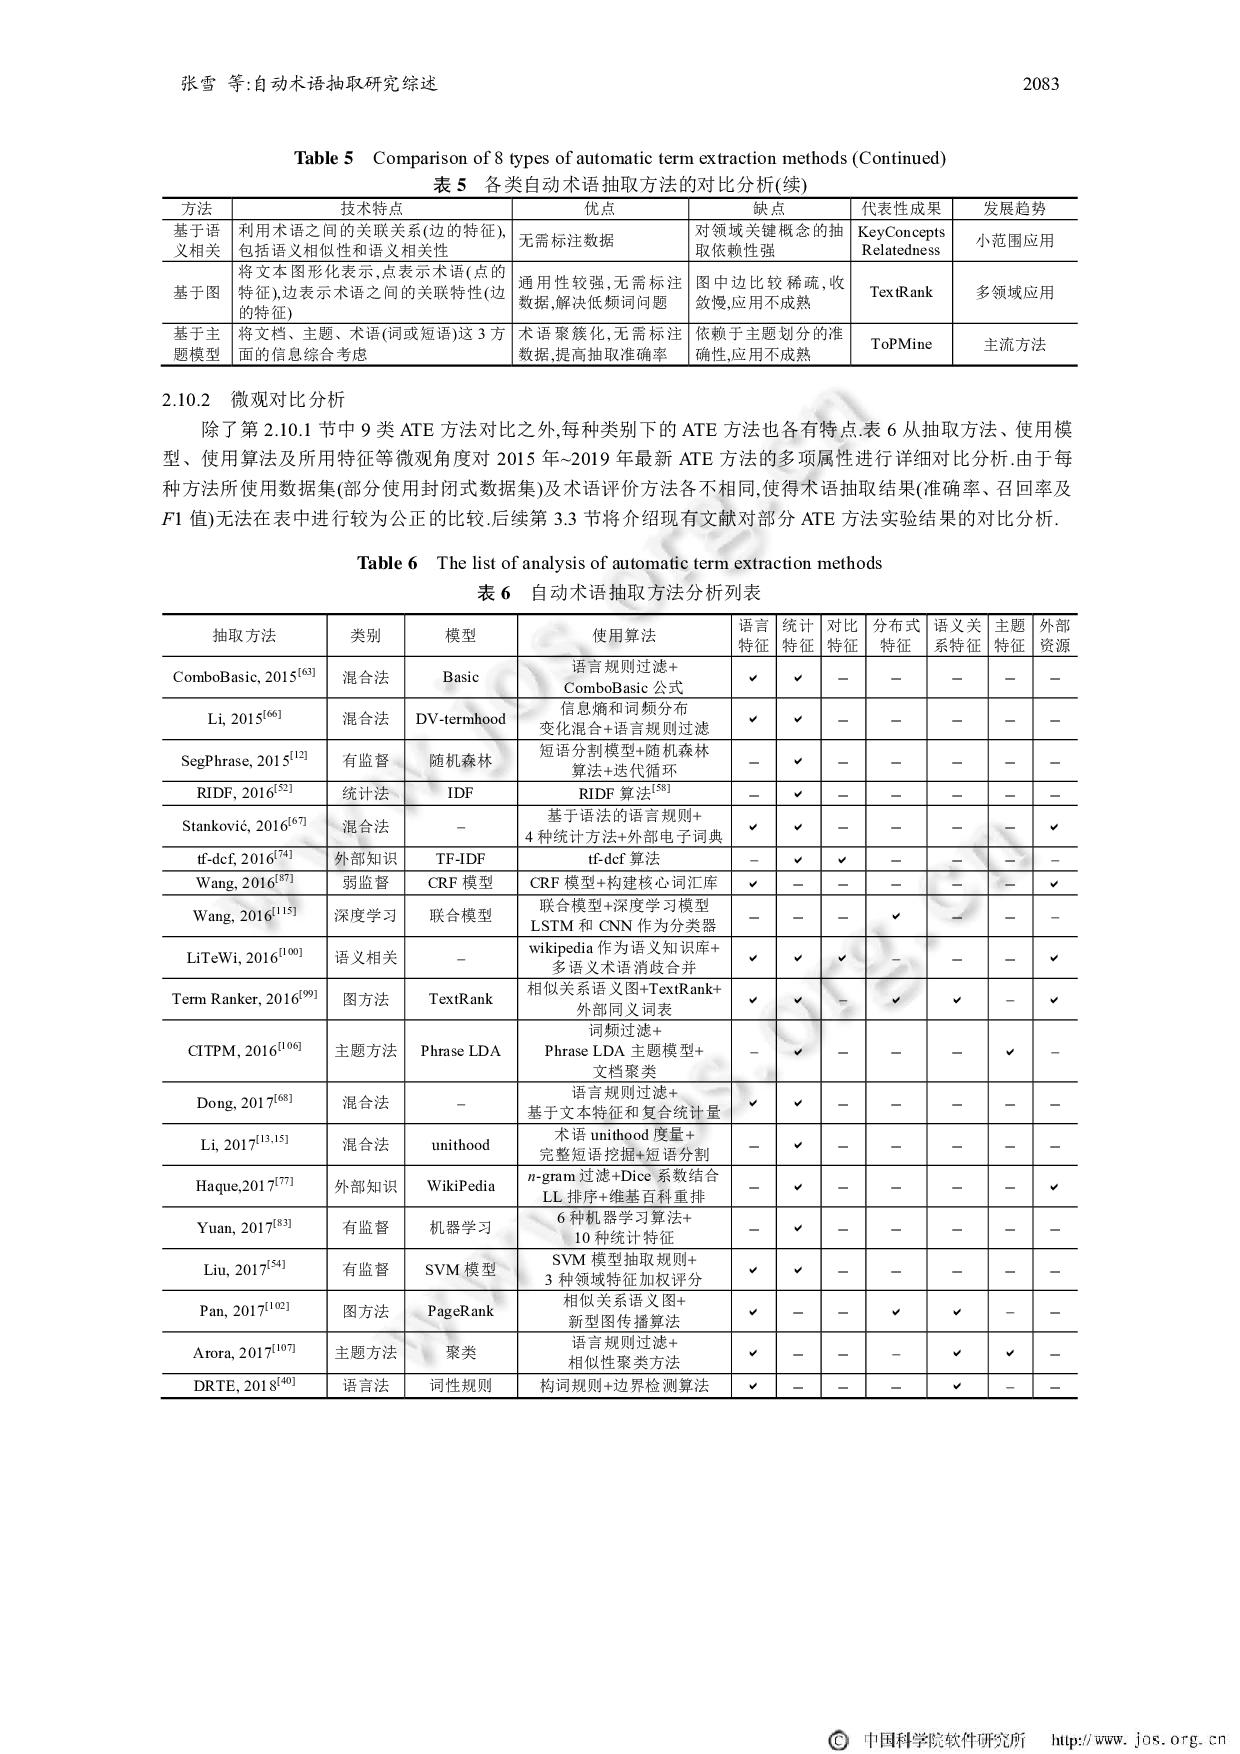 张雪 等:自动术语抽取研究综述 2083
Table 5 Comparison of 8 types of automatic term extraction methods (Continued)
表 5 各类自动术语抽取方法的对比分析(续)
方法 技术特点 优点 缺点 代表性成果 发展趋势
基于语义相关 利用术语之间的关联关系(边的特征),包括语义相似性和语义相关性 无需标注数据 对领域关键概念的抽取依赖性强 KeyConcepts Relatedness 小范围应用
基于图 将文本图形化表示,点表示术语(点的特征),边表示术语之间的关联特性(边的特征) 通用性较强,无需标注数据,解决低频词问题 图中边比较稀疏,收敛慢,应用不成熟 TextRank 多领域应用
基于主题模型 将文档、主题、术语(词或短语)这 3 方面的信息综合考虑 术语聚簇化,无需标注数据,提高抽取准确率 依赖于主题划分的准确性,应用不成熟 ToPMine 主流方法
2.10.2 微观对比分析
除了第 2.10.1 节中 9 类 ATE 方法对比之外,每种类别下的 ATE 方法也各有特点.表 6 从抽取方法、使用模
型、使用算法及所用特征等微观角度对 2015 年~2019 年最新 ATE 方法的多项属性进行详细对比分析.由于每
种方法所使用数据集(部分使用封闭式数据集)及术语评价方法各不相同,使得术语抽取结果(准确率、召回率及
F1 值)无法在表中进行较为公正的比较.后续第 3.3 节将介绍现有文献对部分 ATE 方法实验结果的对比分析.
Table 6 The list of analysis of automatic term extraction methods
表 6 自动术语抽取方法分析列表
抽取方法 类别 模型 使用算法 语言特征 统计特征 对比特征 分布式特征 语义关系特征 主题特征 外部资源
ComboBasic, 2015[63] 混合法 Basic 语言规则过滤+ComboBasic 公式 ✓ ✓ – – – – –
Li, 2015[66] 混合法 DV-termhood 信息熵和词频分布变化混合+语言规则过滤 ✓ ✓ – – – – –
SegPhrase, 2015[12] 有监督 随机森林 短语分割模型+随机森林算法+迭代循环 – ✓ – – – – –
RIDF, 2016[52] 统计法 IDF RIDF 算法[58] – ✓ – – – – –
Stanković, 2016[67] 混合法 – 基于语法的语言规则+4 种统计方法+外部电子词典 ✓ ✓ – – – – ✓
tf-dcf, 2016[74] 外部知识 TF-IDF tf-dcf 算法 – ✓ ✓ – – – –
Wang, 2016[87] 弱监督 CRF 模型 CRF 模型+构建核心词汇库 ✓ – – – – – ✓
Wang, 2016[115] 深度学习 联合模型 联合模型+深度学习模型 LSTM 和 CNN 作为分类器 – – – ✓ – – –
LiTeWi, 2016[100] 语义相关 – wikipedia 作为语义知识库+多语义术语消歧合并 ✓ ✓ ✓ – – – ✓
Term Ranker, 2016[99] 图方法 TextRank 相似关系语义图+TextRank+外部同义词表 ✓ ✓ – ✓ ✓ – ✓
CITPM, 2016[106] 主题方法 Phrase LDA 词频过滤+Phrase LDA 主题模型+文档聚类 – ✓ – – – ✓ –
Dong, 2017[68] 混合法 – 语言规则过滤+基于文本特征和复合统计量 ✓ ✓ – – – – –
Li, 2017[13,15] 混合法 unithood 术语 unithood 度量+完整短语挖掘+短语分割 – ✓ – – – – –
Haque,2017[77] 外部知识 WikiPedia n-gram 过滤+Dice 系数结合 LL 排序+维基百科重排 – ✓ – – – – ✓
Yuan, 2017[83] 有监督 机器学习 6 种机器学习算法+10 种统计特征 – ✓ – – – – –
Liu, 2017[54] 有监督 SVM 模型 SVM 模型抽取规则+3 种领域特征加权评分 ✓ ✓ – – – – –
Pan, 2017[102] 图方法 PageRank 相似关系语义图+新型图传播算法 ✓ – – ✓ ✓ – –
Arora, 2017[107] 主题方法 聚类 语言规则过滤+相似性聚类方法 ✓ – – – ✓ ✓ –
DRTE, 2018[40] 语言法 词性规则 构词规则+边界检测算法 ✓ – – – ✓ – –
www.jos.org.cn
www.jos.org.cn
© 中国科学院软件研究所 http://www.jos.org.cn